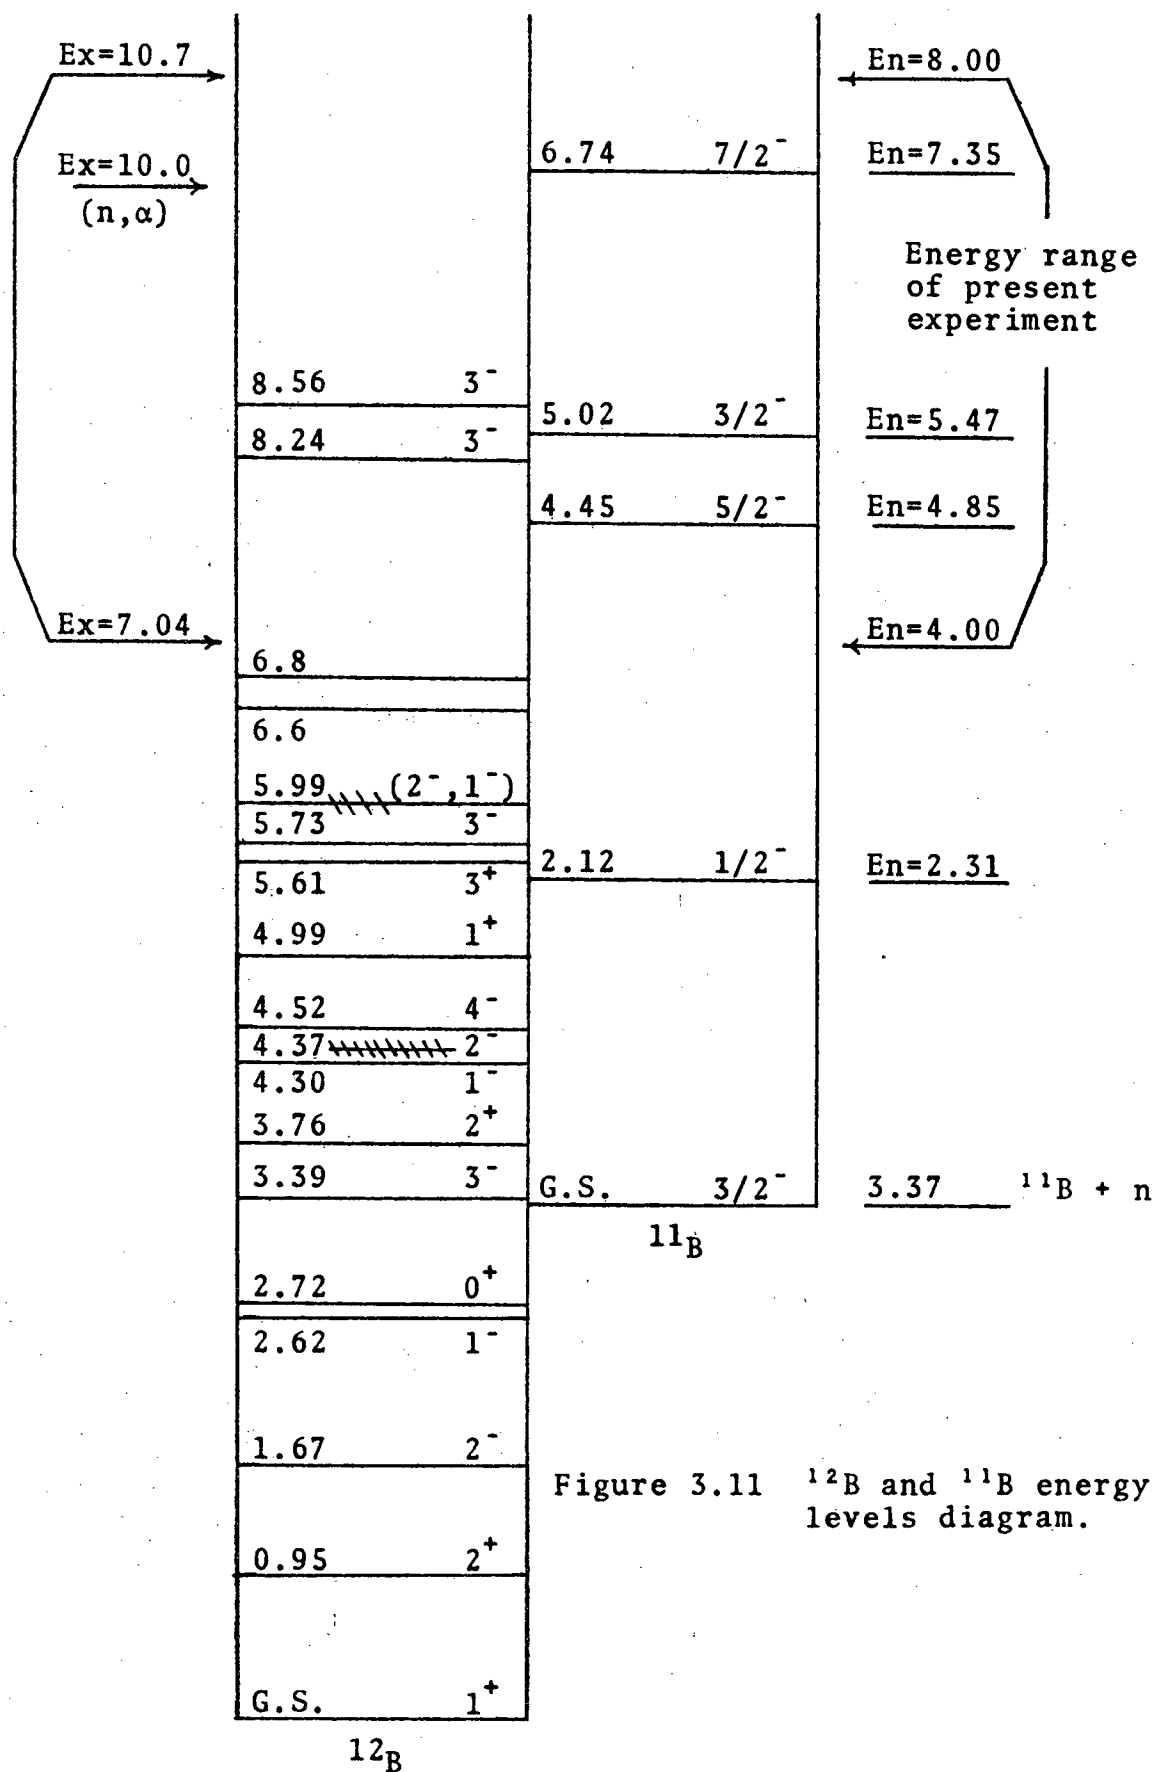 Ex=10.7
En=8.00
6.74 7/2⁻
En=7.35
Ex=10.0
(n,α)
Energy range
of present
experiment
8.56 3⁻
5.02 3/2⁻
En=5.47
8.24 3⁻
4.45 5/2⁻
En=4.85
Ex=7.04
En=4.00
6.8
6.6
5.99 (2⁻,1⁻)
5.73 3⁻
2.12 1/2⁻
En=2.31
5.61 3⁺
4.99 1⁺
4.52 4⁻
4.37 2⁻
4.30 1⁻
3.76 2⁺
3.39 3⁻
G.S. 3/2⁻
3.37 ¹¹B + n
11B
2.72 0⁺
2.62 1⁻
1.67 2⁻
Figure 3.11 ¹²B and ¹¹B energy
levels diagram.
0.95 2⁺
G.S. 1⁺
12B